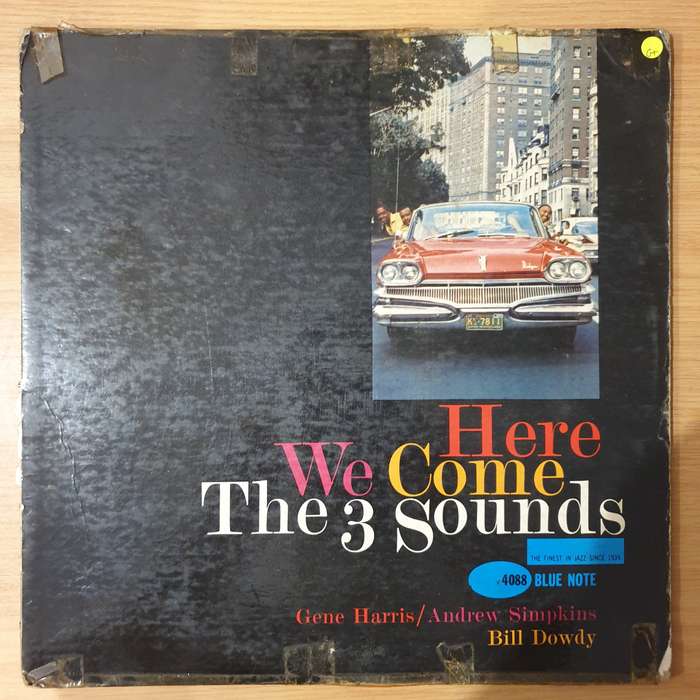 G+
K·7811
Here
We Come
The 3 Sounds
THE FINEST IN JAZZ SINCE 1939
4088 BLUE NOTE
Gene Harris/Andrew Simpkins
Bill Dowdy